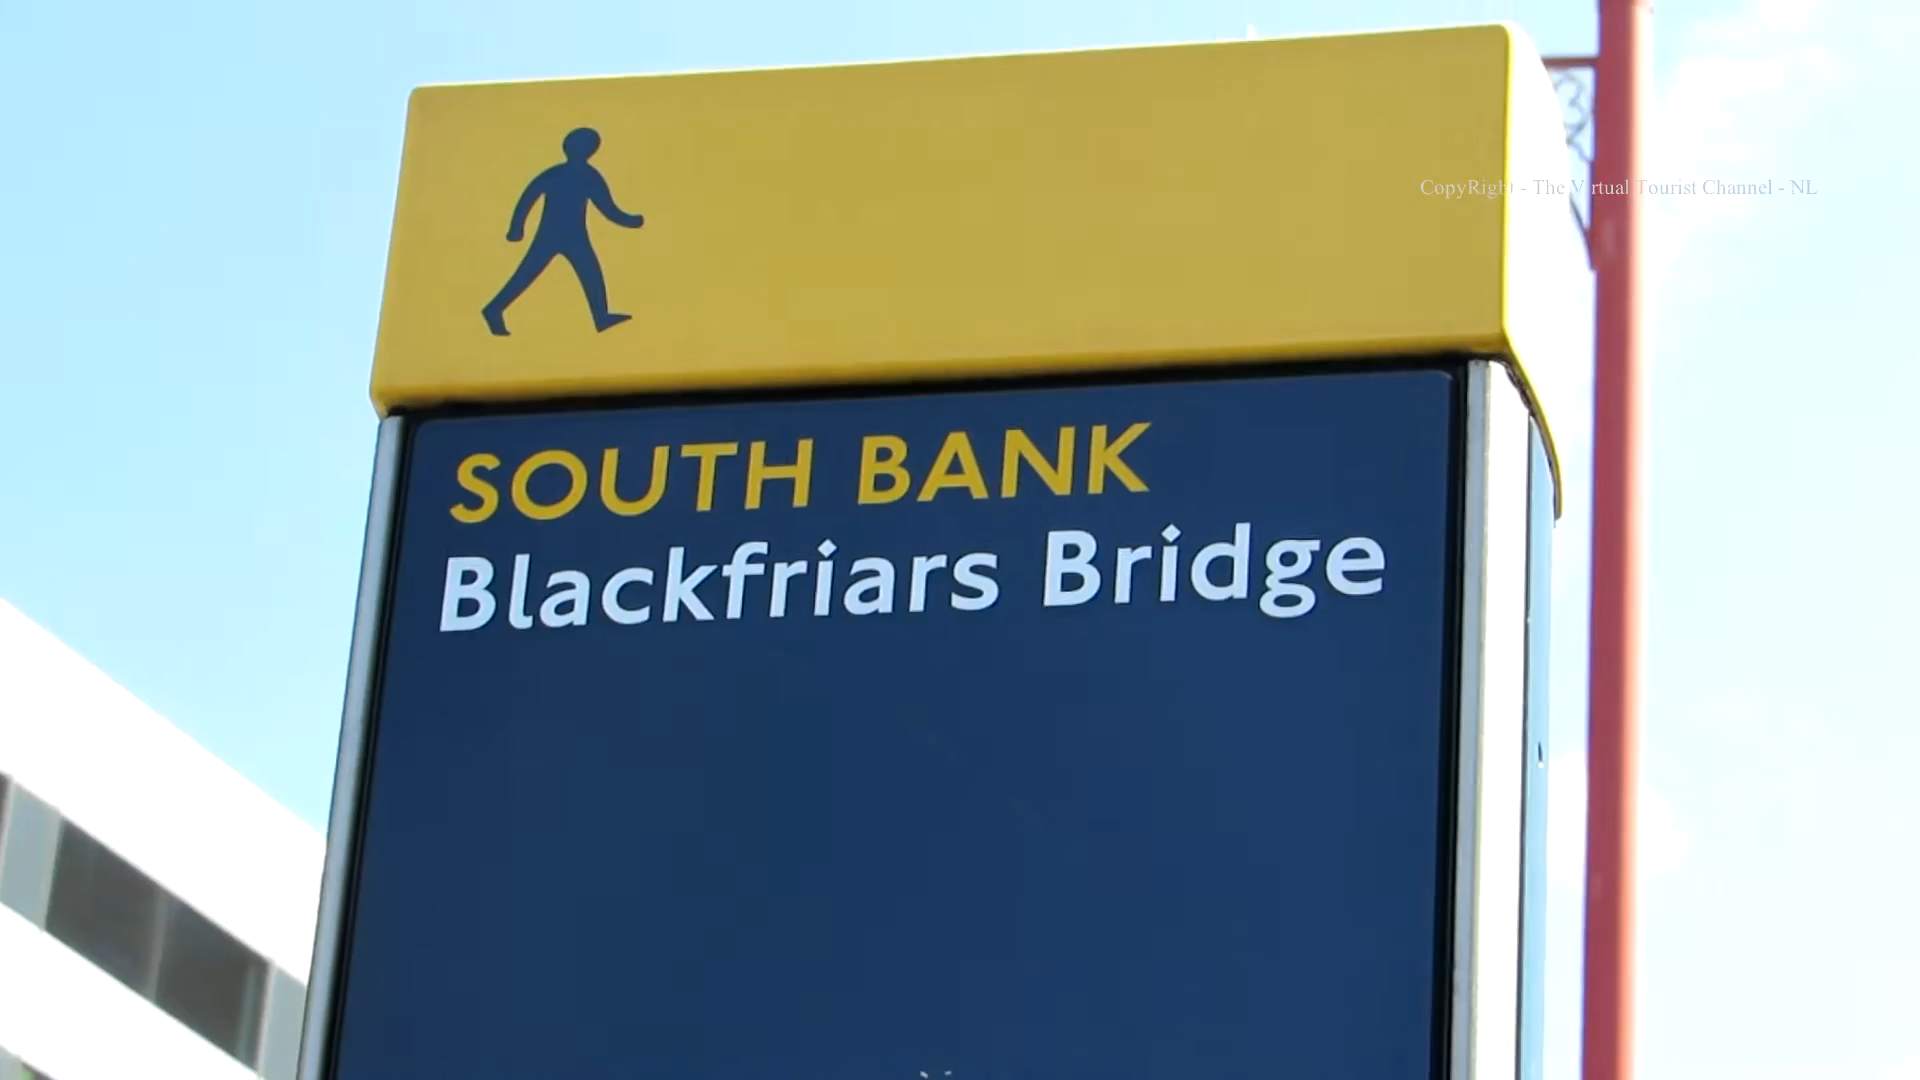 CopyRight - The Virtual Tourist Channel - NL
SOUTH BANK
Blackfriars Bridge